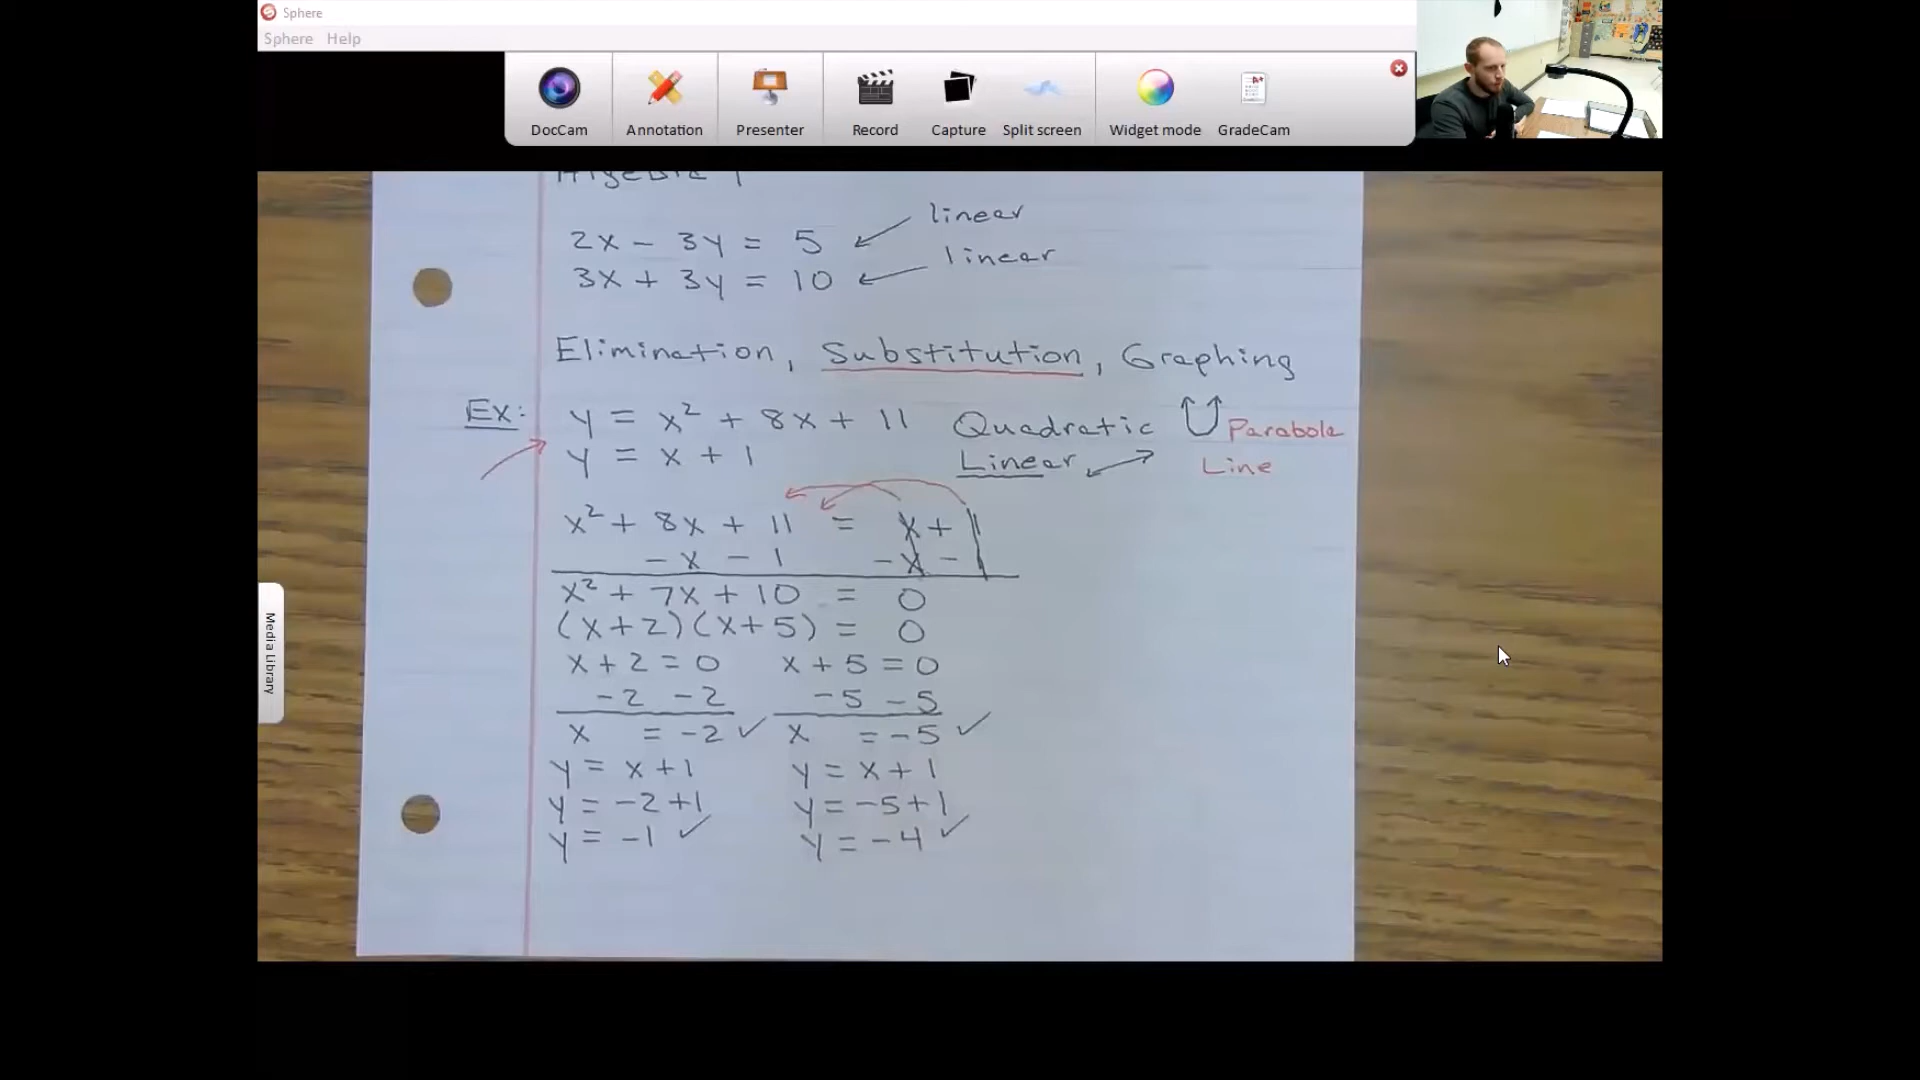 Sphere
Sphere Help
DocCam Annotation Presenter Record Capture Split screen Widget mode GradeCam
Algebra 1
2x - 3y = 5 linear
3x + 3y = 10 linear
Elimination, Substitution, Graphing
Ex: y = x² + 8x + 11 Quadratic Parabola
y = x + 1 Linear Line
x² + 8x + 11 = x + 1
- x - 1 - x - 1
x² + 7x + 10 = 0
(x+2)(x+5) = 0
x + 2 = 0 x + 5 = 0
-2 -2 -5 -5
x = -2 ✓ x = -5 ✓
y = x + 1 y = x + 1
y = -2 + 1 y = -5 + 1
y = -1 ✓ y = -4 ✓
Media Library